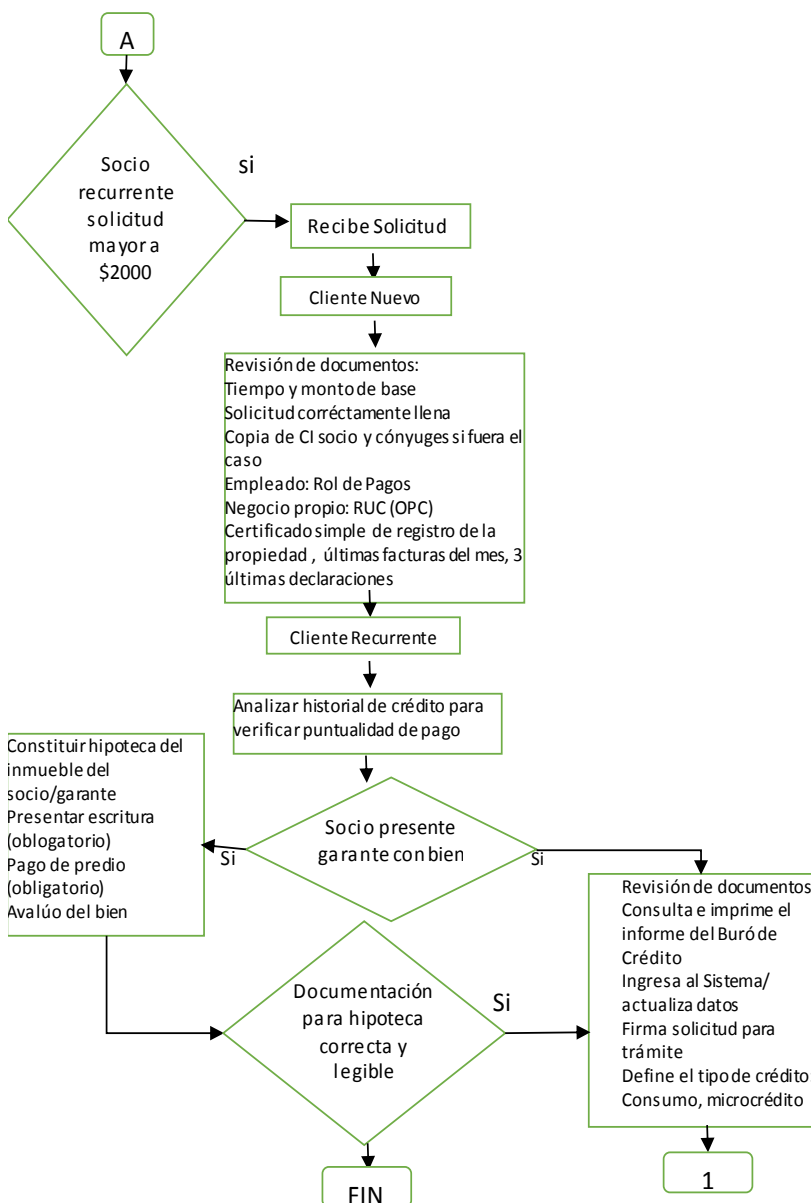 A
Socio
recurrente
solicitud
mayor a
$2000
si
Recibe Solicitud
Cliente Nuevo
Revisión de documentos:
Tiempo y monto de base
Solicitud corréctamente llena
Copia de CI socio y cónyuges si fuera el
caso
Empleado: Rol de Pagos
Negocio propio: RUC (OPC)
Certificado simple de registro de la
propiedad , últimas facturas del mes, 3
últimas declaraciones
Cliente Recurrente
Analizar historial de crédito para
verificar puntualidad de pago
Constituir hipoteca del
inmueble del
socio/garante
Presentar escritura
(oblogatorio)
Pago de predio
(obligatorio)
Avalúo del bien
Si
Socio presente
garante con bien
Si
Revisión de documentos
Consulta e imprime el
informe del Buró de
Crédito
Ingresa al Sistema/
actualiza datos
Firma solicitud para
trámite
Define el tipo de crédito
Consumo, microcrédito
Documentación
para hipoteca
correcta y
legible
Si
FIN
1